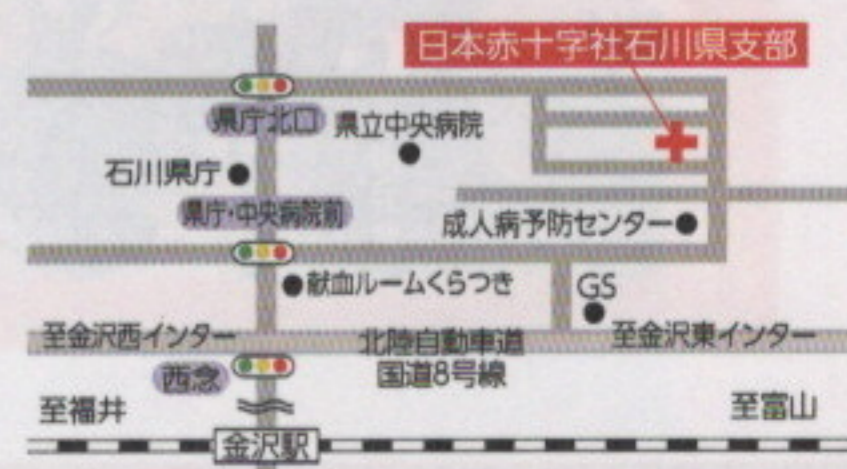 日本赤十字社石川県支部
県庁北口
県立中央病院
石川県庁
県庁・中央病院前
成人病予防センター
献血ルームくらつき
GS
至金沢西インター
北陸自動車道
国道8号線
至金沢東インター
西念
至福井
至富山
金沢駅